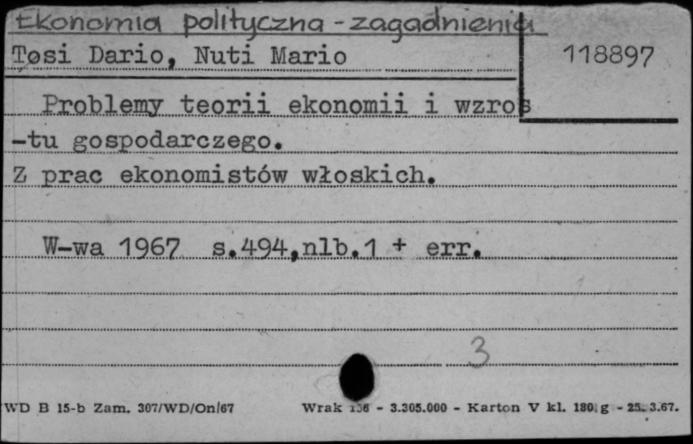 Ekonomia polityczna - zagadnienia
Tosi Dario, Nuti Mario
118897
Problemy teorii ekonomii i wzros
-tu gospodarczego.
Z prac ekonomistów włoskich.
W-wa 1967 s.494,nlb.1 + err.
3
WD B 15-b Zam. 307/WD/On/67 Wrak 136 - 3.305.000 - Karton V kl. 180 g - 25.3.67.